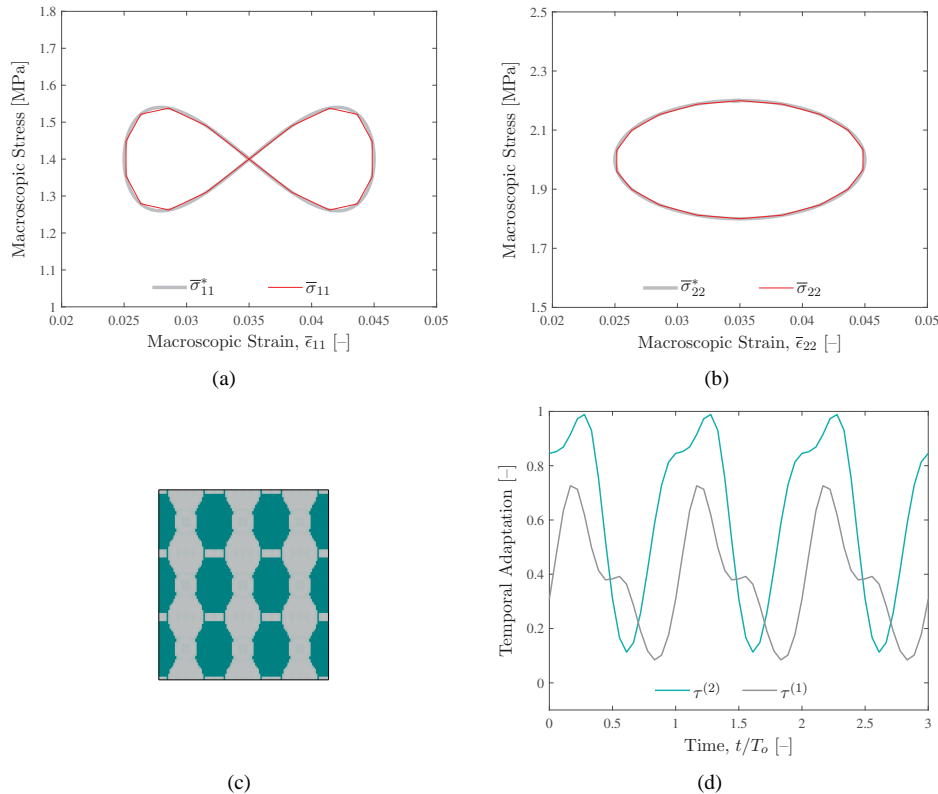 1.8
1.7
1.6
1.5
1.4
1.3
1.2
1.1
1
Macroscopic Stress [MPa]
σ̅*₁₁ σ̅₁₁
0.02 0.025 0.03 0.035 0.04 0.045 0.05
Macroscopic Strain, ϵ̅₁₁ [–]
(a)
2.5
2.3
2.1
1.9
1.7
1.5
Macroscopic Stress [MPa]
σ̅*₂₂ σ̅₂₂
0.02 0.025 0.03 0.035 0.04 0.045 0.05
Macroscopic Strain, ϵ̅₂₂ [–]
(b)
(c)
1
0.8
0.6
0.4
0.2
0
Temporal Adaptation [–]
τ⁽²⁾ τ⁽¹⁾
0 0.5 1 1.5 2 2.5 3
Time, t/Tₒ [–]
(d)